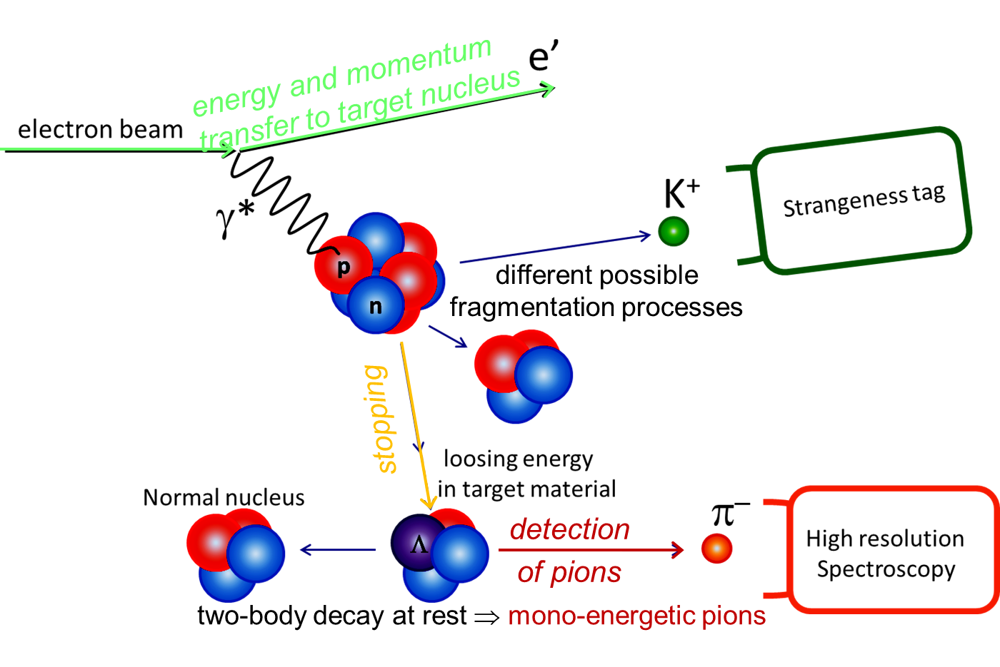 e’
energy and momentum
transfer to target nucleus
electron beam
γ*
K⁺
Strangeness tag
p
n
different possible
fragmentation processes
stopping
loosing energy
in target material
Normal nucleus
Λ
detection
of pions
π⁻
High resolution
Spectroscopy
two-body decay at rest ⇒ mono-energetic pions